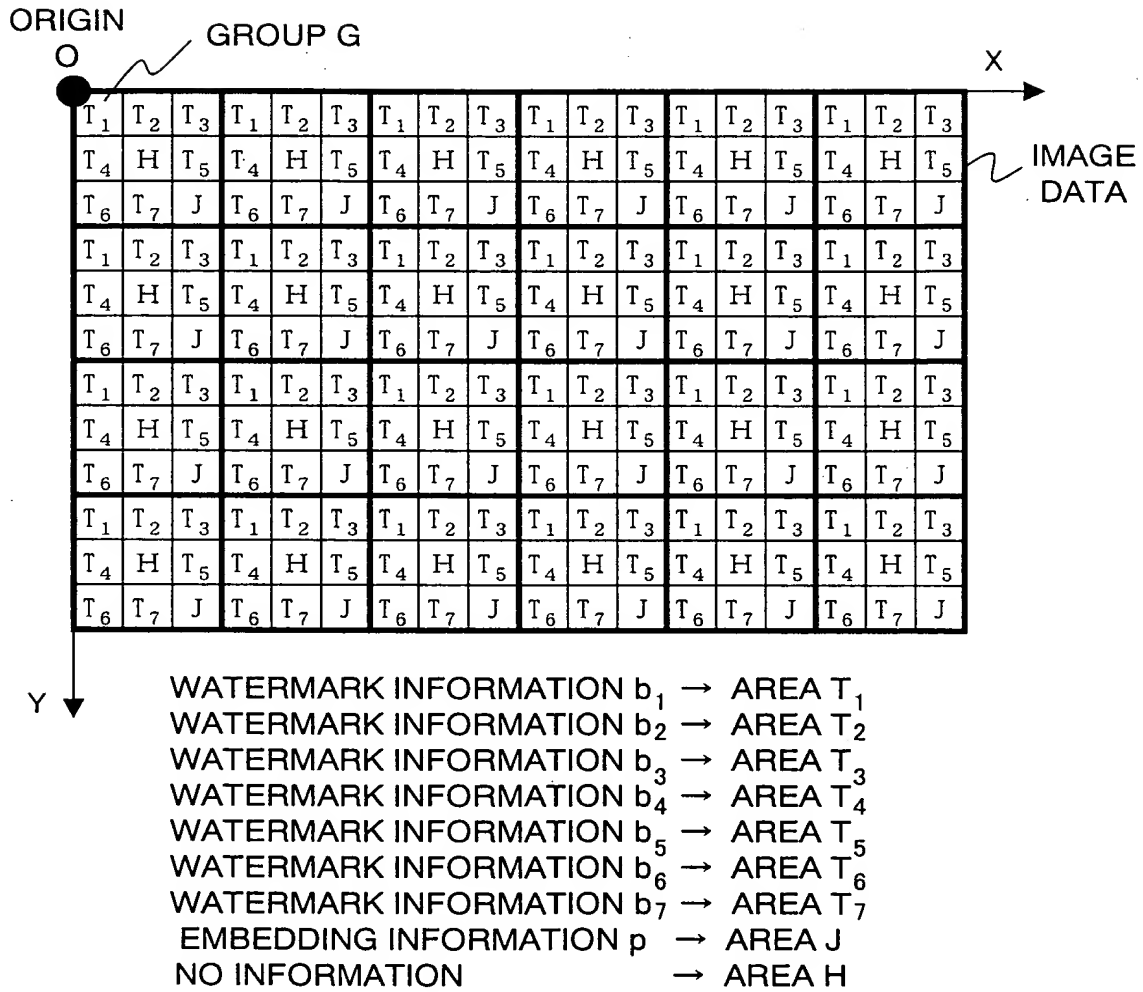 ORIGIN
O
GROUP G
X
T₁ T₂ T₃ T₁ T₂ T₃ T₁ T₂ T₃ T₁ T₂ T₃ T₁ T₂ T₃ T₁ T₂ T₃
T₄ H T₅ T₄ H T₅ T₄ H T₅ T₄ H T₅ T₄ H T₅ T₄ H T₅
T₆ T₇ J T₆ T₇ J T₆ T₇ J T₆ T₇ J T₆ T₇ J T₆ T₇ J
T₁ T₂ T₃ T₁ T₂ T₃ T₁ T₂ T₃ T₁ T₂ T₃ T₁ T₂ T₃ T₁ T₂ T₃
T₄ H T₅ T₄ H T₅ T₄ H T₅ T₄ H T₅ T₄ H T₅ T₄ H T₅
T₆ T₇ J T₆ T₇ J T₆ T₇ J T₆ T₇ J T₆ T₇ J T₆ T₇ J
T₁ T₂ T₃ T₁ T₂ T₃ T₁ T₂ T₃ T₁ T₂ T₃ T₁ T₂ T₃ T₁ T₂ T₃
T₄ H T₅ T₄ H T₅ T₄ H T₅ T₄ H T₅ T₄ H T₅ T₄ H T₅
T₆ T₇ J T₆ T₇ J T₆ T₇ J T₆ T₇ J T₆ T₇ J T₆ T₇ J
T₁ T₂ T₃ T₁ T₂ T₃ T₁ T₂ T₃ T₁ T₂ T₃ T₁ T₂ T₃ T₁ T₂ T₃
T₄ H T₅ T₄ H T₅ T₄ H T₅ T₄ H T₅ T₄ H T₅ T₄ H T₅
T₆ T₇ J T₆ T₇ J T₆ T₇ J T₆ T₇ J T₆ T₇ J T₆ T₇ J
IMAGE
DATA
Y
WATERMARK INFORMATION b₁ → AREA T₁
WATERMARK INFORMATION b₂ → AREA T₂
WATERMARK INFORMATION b₃ → AREA T₃
WATERMARK INFORMATION b₄ → AREA T₄
WATERMARK INFORMATION b₅ → AREA T₅
WATERMARK INFORMATION b₆ → AREA T₆
WATERMARK INFORMATION b₇ → AREA T₇
EMBEDDING INFORMATION p → AREA J
NO INFORMATION → AREA H